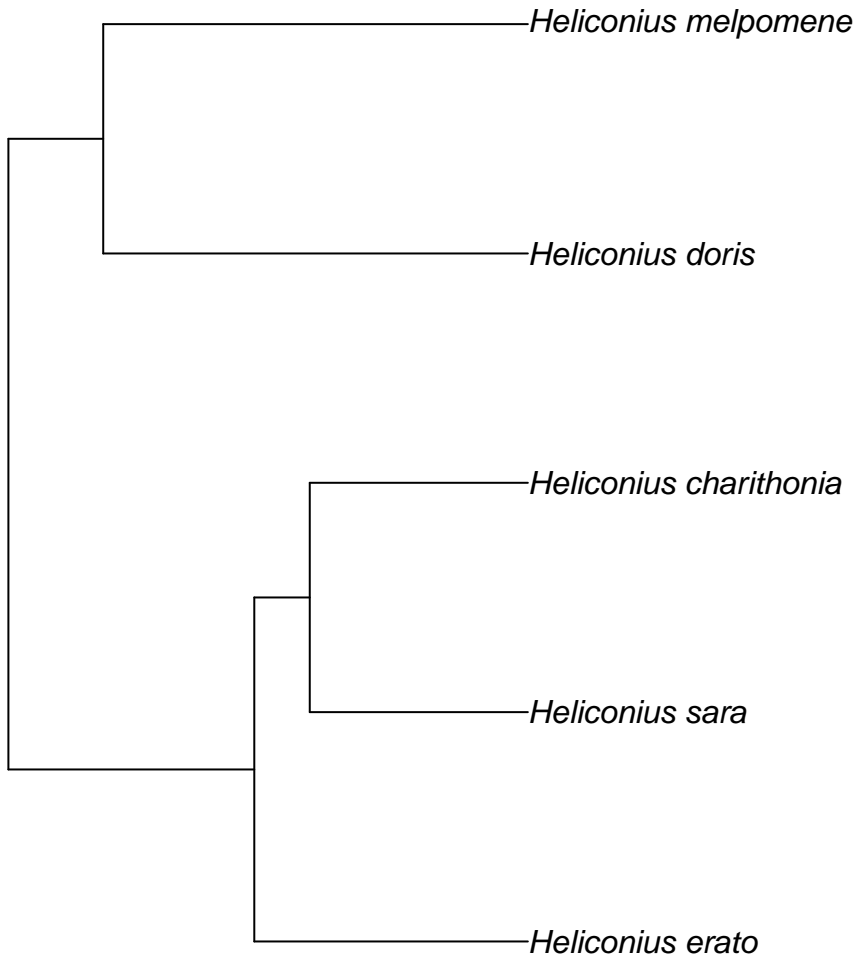 Heliconius melpomene
Heliconius doris
Heliconius charithonia
Heliconius sara
Heliconius erato